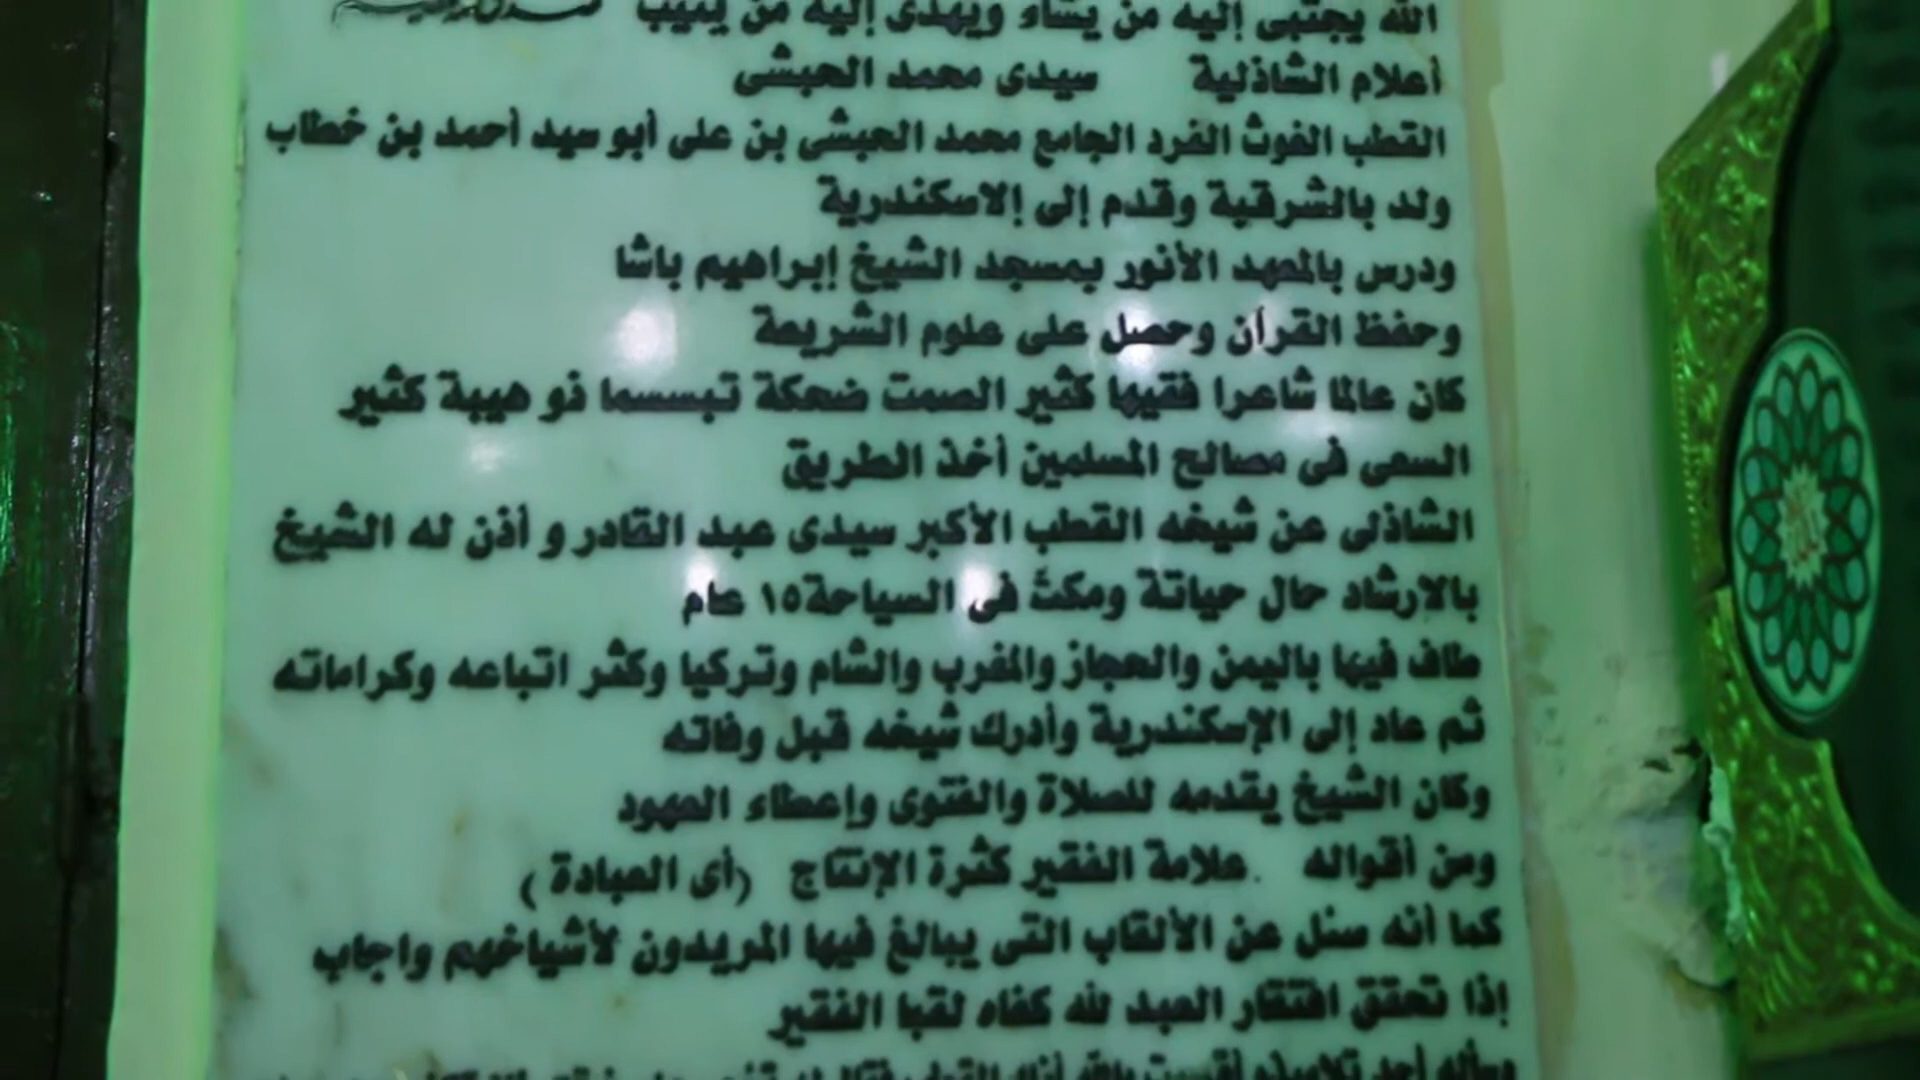 الله يجتبى إليه من يشاء ويهدى إليه من ينيب
أعلام الشاذلية سيدى محمد الحبشى
القطب الغوث الفرد الجامع محمد الحبشى بن على أبو سيد أحمد بن خطاب
ولد بالشرقية وقدم إلى إلاسكندرية
ودرس بالمعهد الأنور بمسجد الشيخ إبراهيم باشا
وحفظ القرأن وحصل على علوم الشريعة
كان عالما شاعرا فقيها كثير الصمت ضحكة تبسسما ذو هيبة كثير
السعى فى مصالح المسلمين أخذ الطريق
الشاذلى عن شيخه القطب الأكبر سيدى عبد القادر و أذن له الشيخ
بالارشاد حال حياتة ومكث فى السياحة ١٥ عام
طاف فيها باليمن والحجاز والمغرب والشام وتركيا وكثر اتباعه وكراماته
ثم عاد إلى الإسكندرية وأدرك شيخه قبل وفاته
وكان الشيخ يقدمه للصلاة والفتوى وإعطاء العهود
ومن أقواله .علامة الفقير كثرة الإنتاج (أى العبادة )
كما أنه سئل عن الألقاب التى يبالغ فيها المريدون لأشياخهم واجاب
إذا تحقق افتقار العبد لله كفاه لقبا الفقير